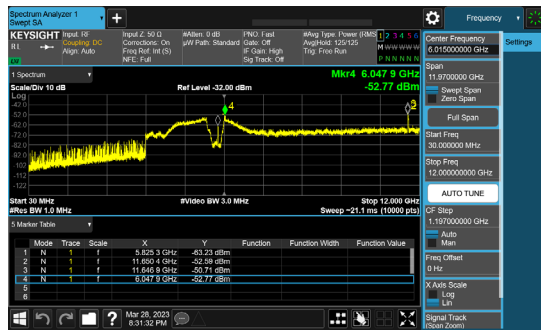 Spectrum Analyzer 1
Swept SA
Frequency
KEYSIGHT
Input: RF
Input Z: 50 Ω
#Atten: 0 dB
PNO: Fast
#Avg Type: Power (RMS
1 2 3 4 5 6
RL
Coupling: DC
Corrections: On
µW Path: Standard
Gate: Off
Avg|Hold: 125/125
M W W W W W
Align: Auto
Freq Ref: Int (S)
IF Gain: High
Trig: Free Run
P N N N N N
NFE: Full
Sig Track: Off
Center Frequency
6.015000000 GHz
Settings
1 Spectrum
Mkr4 6.047 9 GHz
Scale/Div 10 dB
Ref Level -32.00 dBm
-52.77 dBm
Log
-42.0
-52.0
-62.0
-72.0
-82.0
-92.0
-102
-112
-122
4
Start 30 MHz
#Video BW 3.0 MHz
Stop 12.000 GHz
#Res BW 1.0 MHz
Sweep ~21.1 ms (10000 pts)
Span
11.9700000 GHz
Swept Span
Zero Span
Full Span
Start Freq
30.000000 MHz
Stop Freq
12.00000000 GHz
AUTO TUNE
CF Step
1.197000000 GHz
Auto
Man
Freq Offset
0 Hz
X Axis Scale
Log
Lin
Signal Track
(Span Zoom)
5 Marker Table
Mode Trace Scale X Y Function Function Width Function Value
1 N 1 f 5.825 3 GHz -63.23 dBm
2 N 1 f 11.650 4 GHz -52.59 dBm
3 N 1 f 11.646 9 GHz -50.71 dBm
4 N 1 f 6.047 9 GHz -52.77 dBm
5
6
Mar 28, 2023
8:31:32 PM